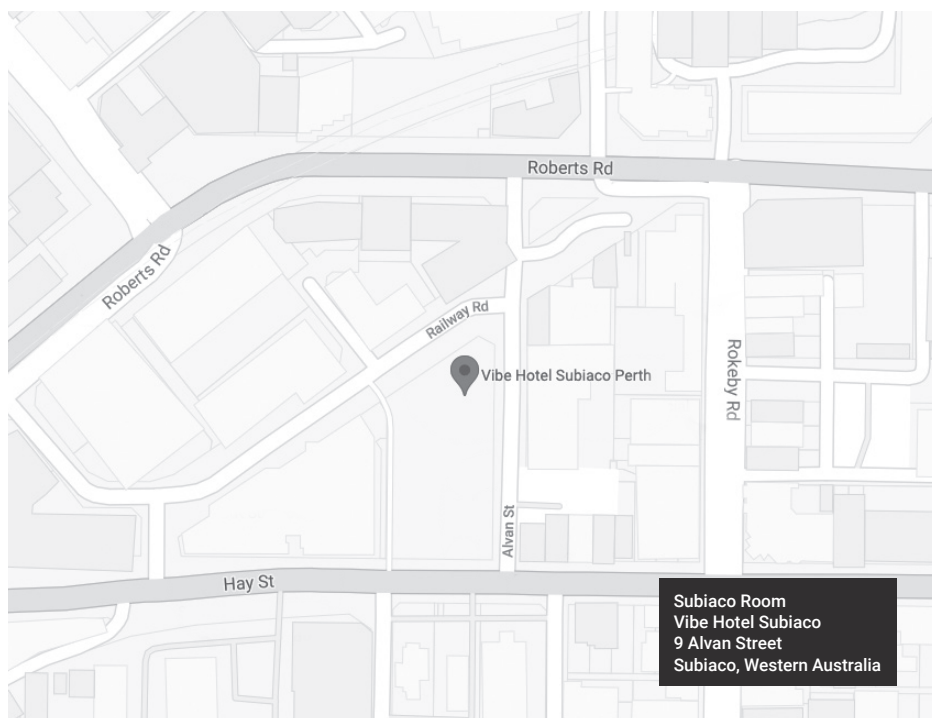 Roberts Rd
Roberts Rd
Railway Rd
Vibe Hotel Subiaco Perth
Rokeby Rd
Alvan St
Hay St
Subiaco Room
Vibe Hotel Subiaco
9 Alvan Street
Subiaco, Western Australia